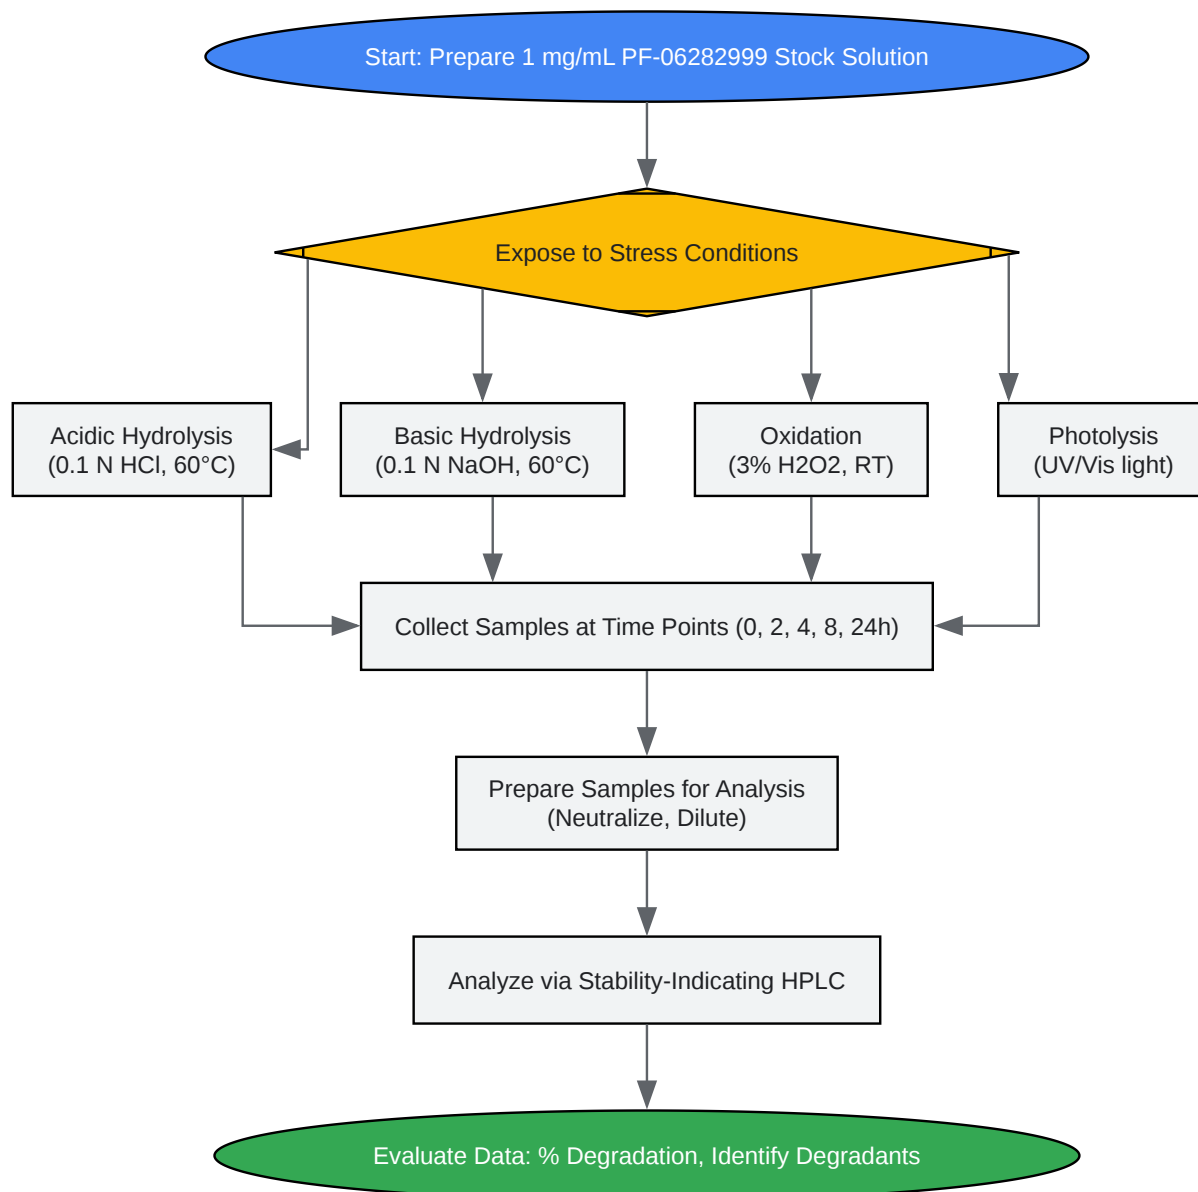 Start: Prepare 1 mg/mL PF-06282999 Stock Solution
Expose to Stress Conditions
Acidic Hydrolysis
(0.1 N HCl, 60°C)
Basic Hydrolysis
(0.1 N NaOH, 60°C)
Oxidation
(3% H2O2, RT)
Photolysis
(UV/Vis light)
Collect Samples at Time Points (0, 2, 4, 8, 24h)
Prepare Samples for Analysis
(Neutralize, Dilute)
Analyze via Stability-Indicating HPLC
Evaluate Data: % Degradation, Identify Degradants